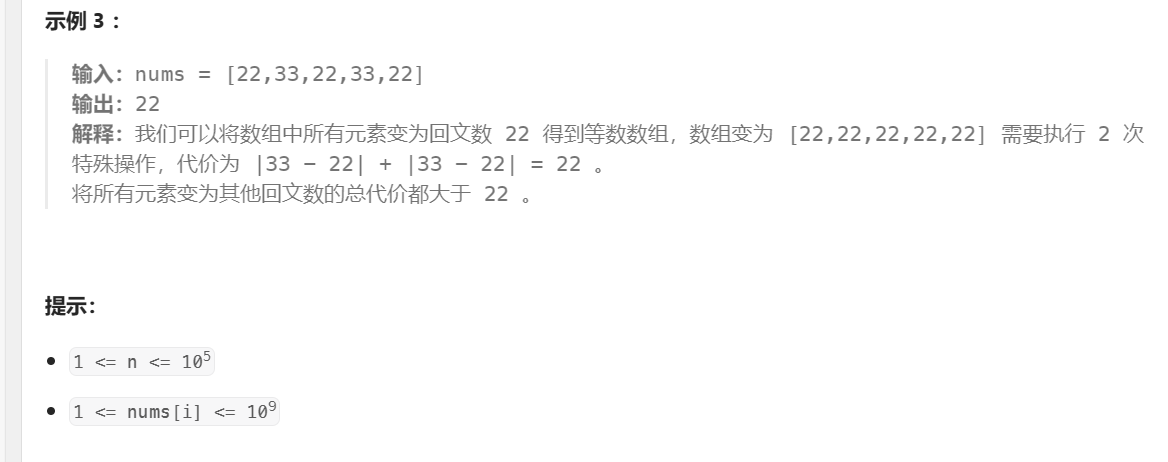 示例 3：
输入：nums = [22,33,22,33,22]
输出：22
解释：我们可以将数组中所有元素变为回文数 22 得到等数数组，数组变为 [22,22,22,22,22] 需要执行 2 次
特殊操作，代价为 |33 - 22| + |33 - 22| = 22 。
将所有元素变为其他回文数的总代价都大于 22 。
提示：
1 <= n <= 10⁵
1 <= nums[i] <= 10⁹